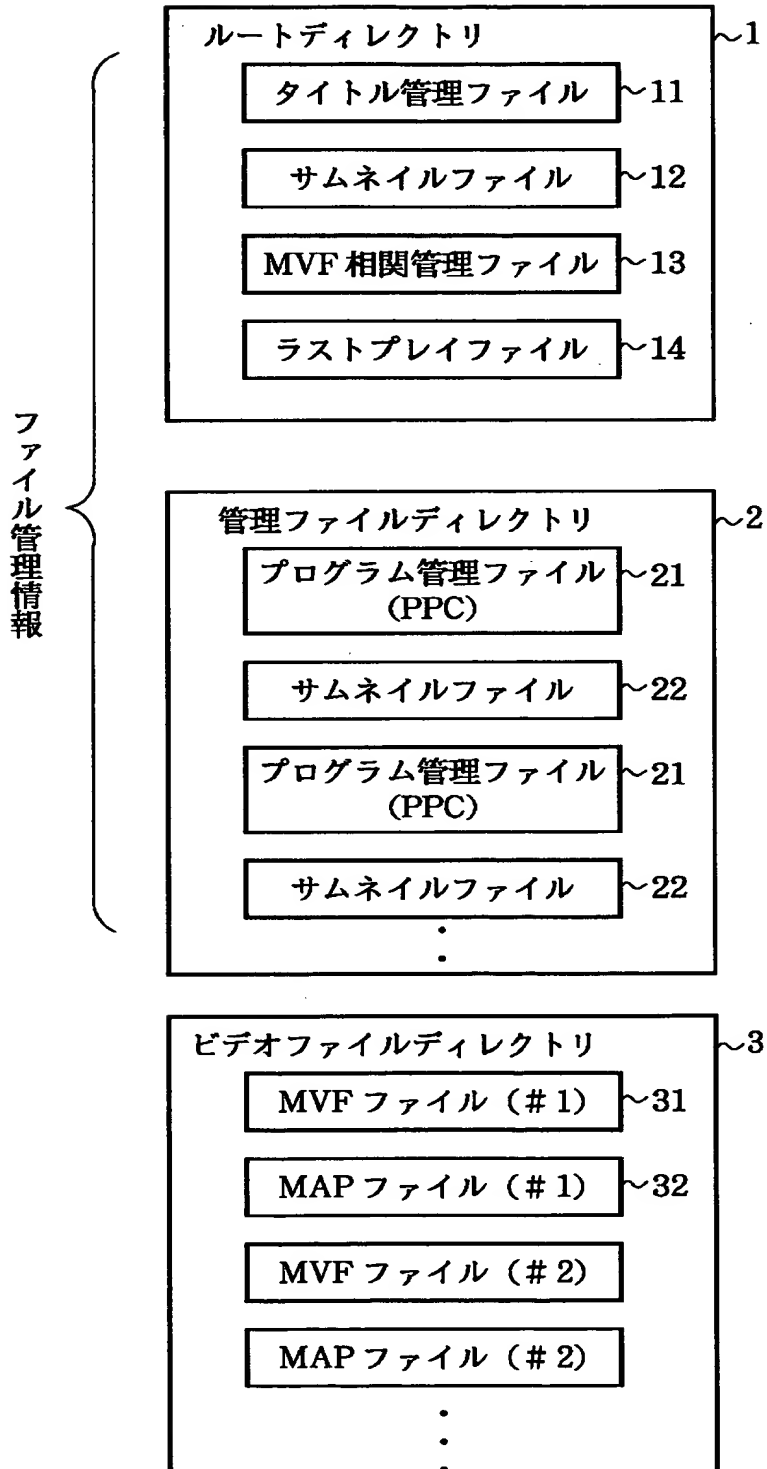 ルートディレクトリ ~1
タイトル管理ファイル ~11
サムネイルファイル ~12
MVF 相関管理ファイル ~13
ラストプレイファイル ~14
ファイル管理情報
管理ファイルディレクトリ ~2
プログラム管理ファイル ~21
(PPC)
サムネイルファイル ~22
プログラム管理ファイル ~21
(PPC)
サムネイルファイル ~22
ビデオファイルディレクトリ ~3
MVF ファイル (#1) ~31
MAP ファイル (#1) ~32
MVF ファイル (#2)
MAP ファイル (#2)